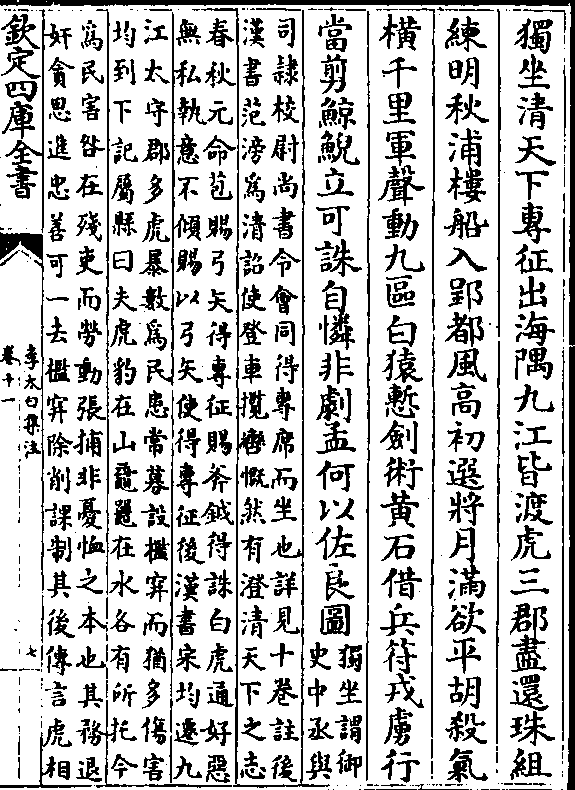 獨坐清天下專征出海隅九江皆渡虎三郡盡還珠組
練明秋浦樓船入郢都風高初選將月滿欲平胡殺氣
橫千里軍聲動九區白猿慙劍術黃石借兵符戎虜行
當剪鯨鯢立可誅自憐非劇孟何以佐良圖
獨坐謂御
史中丞與
司隸校尉尚書令會同得專席而坐也詳見十卷註後
漢書范滂為清詔使登車攬轡慨然有澄清天下之志
春秋元命苞賜弓矢得專征賜斧鉞得誅白虎通好惡
無私執意不傾賜以弓矢使得專征後漢書宋均遷九
江太守郡多虎暴數為民患常募設檻穽而猶多傷害
均到下記屬縣曰夫虎豹在山黿鼉在水各有所托今
為民害咎在殘吏而勞動張捕非憂恤之本也其務退
奸貪思進忠善可一去檻穽除削課制其後傳言虎相
欽定四庫全書
李太白集注
卷十一
七